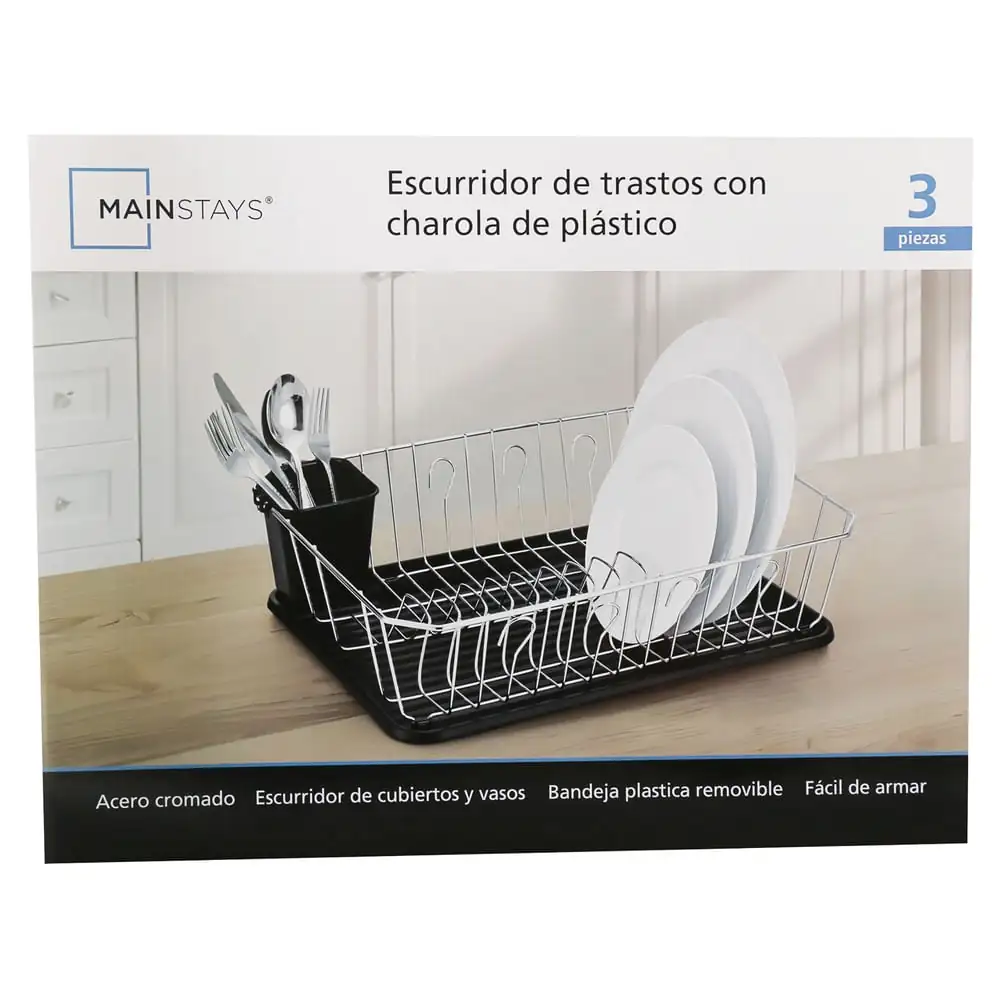 MAINSTAYS®
Escurridor de trastos con
charola de plástico
3
piezas
Acero cromado Escurridor de cubiertos y vasos Bandeja plastica removible Fácil de armar